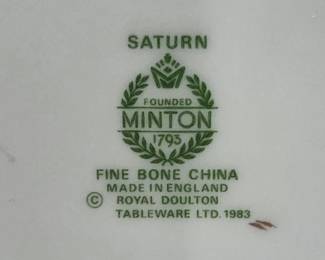 SATURN
FOUNDED
MINTON
1793
FINE BONE CHINA
MADE IN ENGLAND
© ROYAL DOULTON
TABLEWARE LTD. 1983